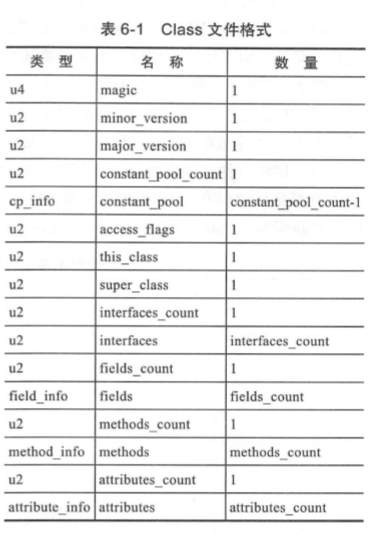 表 6-1 Class 文件格式
类 型 名 称 数 量
u4 magic 1
u2 minor_version 1
u2 major_version 1
u2 constant_pool_count 1
cp_info constant_pool constant_pool_count-1
u2 access_flags 1
u2 this_class 1
u2 super_class 1
u2 interfaces_count 1
u2 interfaces interfaces_count
u2 fields_count 1
field_info fields fields_count
u2 methods_count 1
method_info methods methods_count
u2 attributes_count 1
attribute_info attributes attributes_count